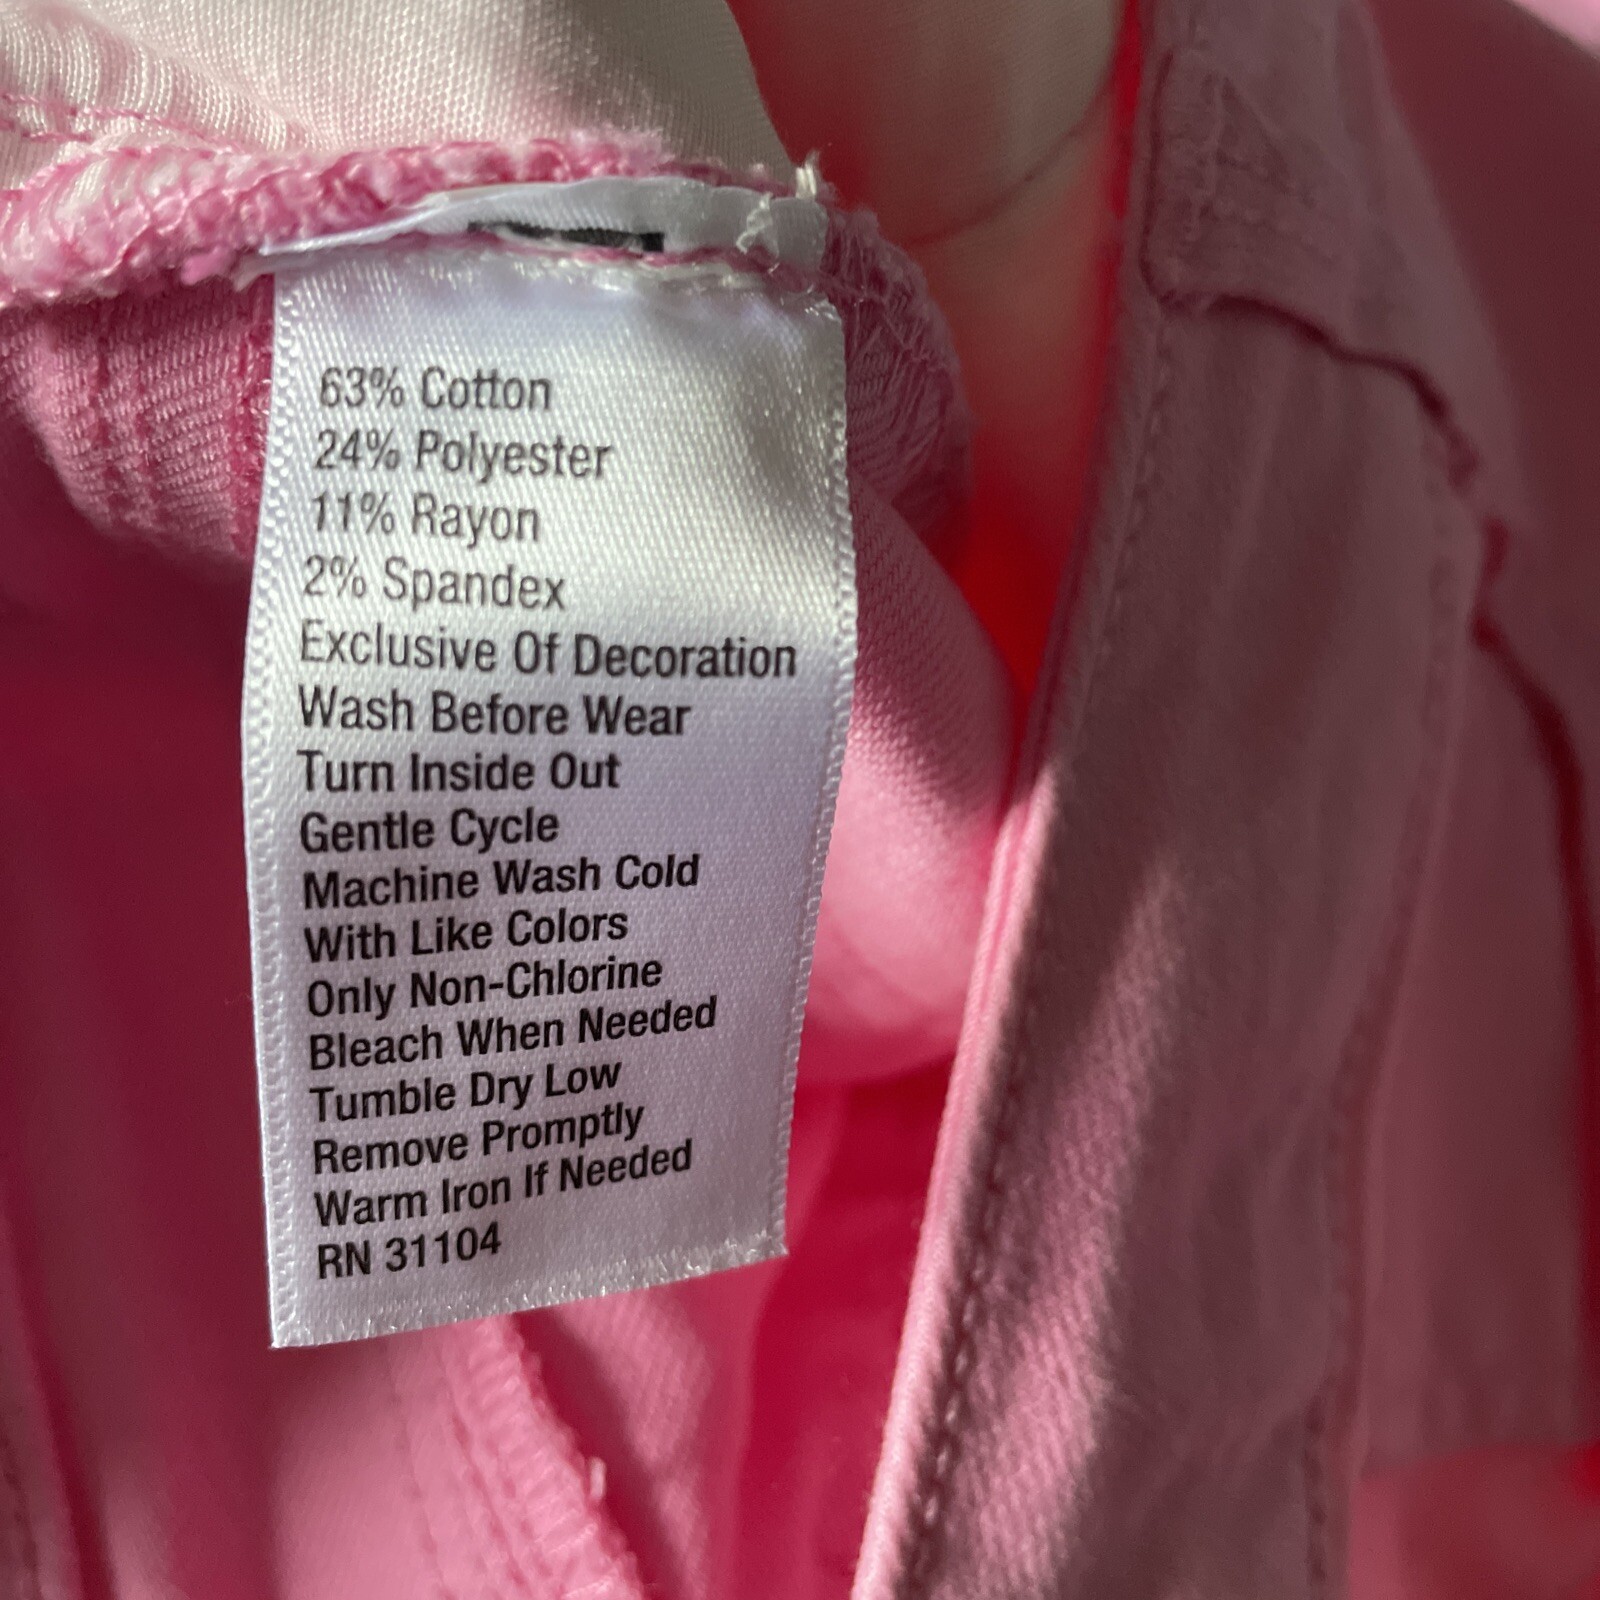 63% Cotton
24% Polyester
11% Rayon
2% Spandex
Exclusive Of Decoration
Wash Before Wear
Turn Inside Out
Gentle Cycle
Machine Wash Cold
With Like Colors
Only Non-Chlorine
Bleach When Needed
Tumble Dry Low
Remove Promptly
Warm Iron If Needed
RN 31104